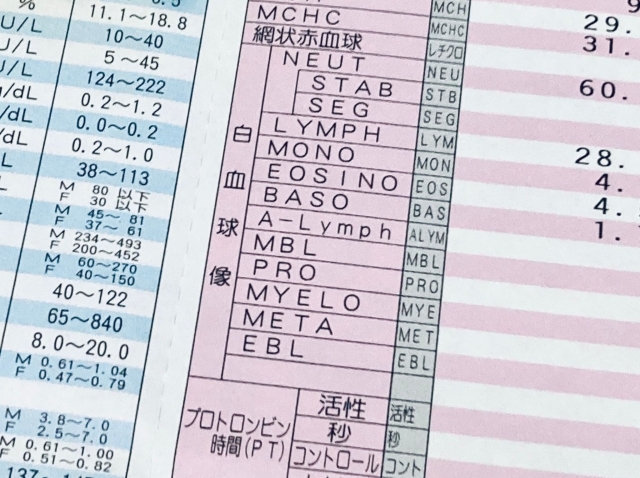 %
11.1～18.8
U/L
10～40
U/L
5～45
U/L
124～222
/dL
0.2～1.2
/dL
0.0～0.2
/dL
0.2～1.0
38～113
M 80 以下
F 30 以下
M 45～ 81
F 37～ 61
M 234～493
F 200～452
M 60～270
F 40～150
40～122
65～840
8.0～20.0
M 0.61～1.04
F 0.47～0.79
M 3.8～7.0
F 2.5～7.0
M 0.61～1.00
F 0.51～0.82
MCH
MCHC MCHC 29.
網状赤血球 レチクロ 31.
白血球像
NEUT NEU
STAB STB 60.
SEG SEG
LYMPH LYM
MONO MON 28.
EOSINO EOS 4.
BASO BAS 4.
A-Lymph ALYM 1.
MBL MBL
PRO PRO
MYELO MYE
META MET
EBL EBL
プロトロンビン
時間(PT)
活性 活性
秒 秒
コントロール コント